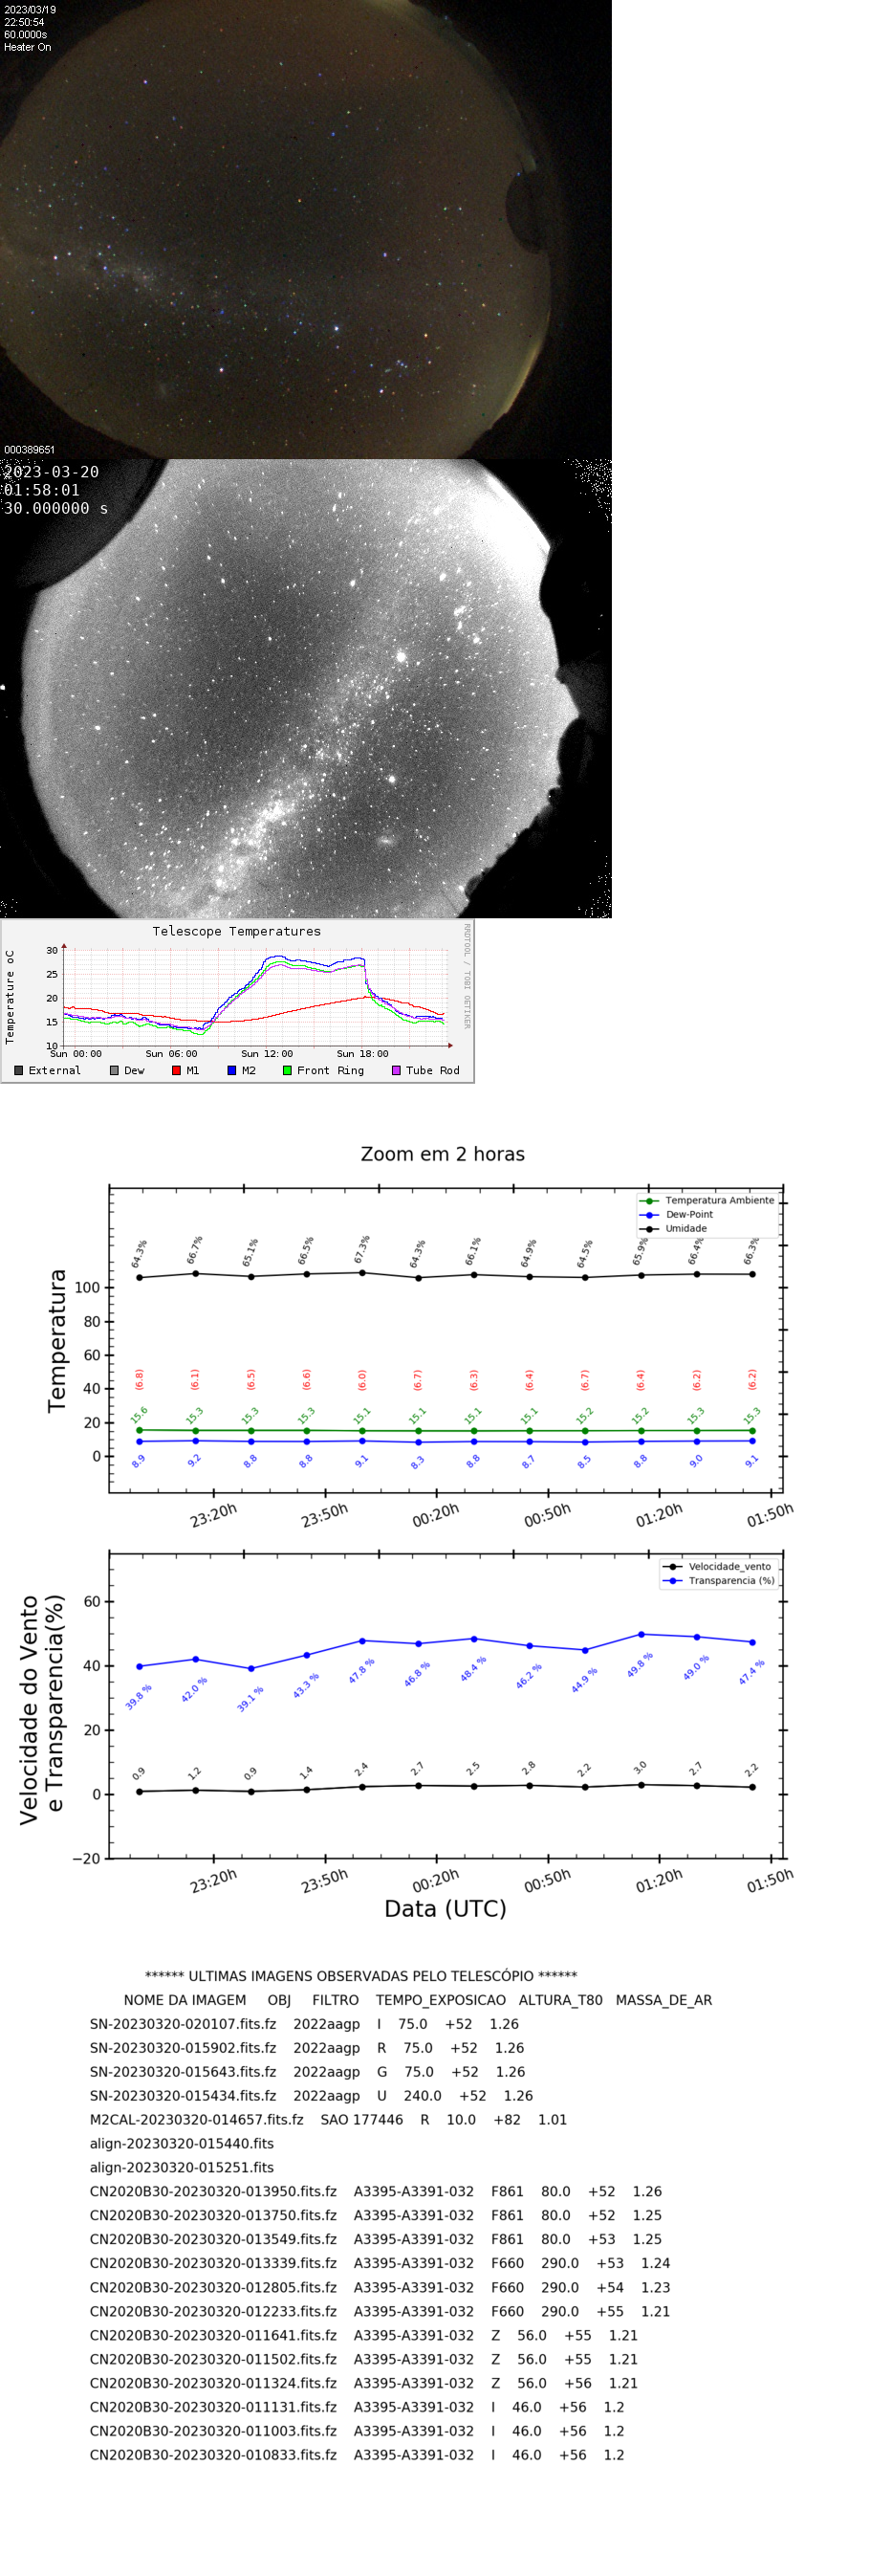 2023/03/19
22:50:54
60.0000s
Heater On
000389651
2023-03-20
01:58:01
30.000000 s
Telescope Temperatures
RRDTOOL / TOBI OETIKER
Temperature oC
30
25
20
15
10
Sun 00:00 Sun 06:00 Sun 12:00 Sun 18:00
External Dew M1 M2 Front Ring Tube Rod
Zoom em 2 horas
Temperatura Ambiente
Dew-Point
Umidade
64.3% 66.7% 65.1% 66.5% 67.3% 64.3% 66.1% 64.9% 64.5% 65.9% 66.4% 66.3%
Temperatura
100
80
60
40
20
0
(6.8) (6.1) (6.5) (6.6) (6.0) (6.7) (6.3) (6.4) (6.7) (6.4) (6.2) (6.2)
15.6 15.3 15.3 15.3 15.1 15.1 15.1 15.1 15.2 15.2 15.3 15.3
8.9 9.2 8.8 8.8 9.1 8.3 8.8 8.7 8.5 8.8 9.0 9.1
23:20h 23:50h 00:20h 00:50h 01:20h 01:50h
Velocidade_vento
Transparencia (%)
Velocidade do Vento
e Transparencia(%)
60
40
20
0
−20
39.8 % 42.0 % 39.1 % 43.3 % 47.8 % 46.8 % 48.4 % 46.2 % 44.9 % 49.8 % 49.0 % 47.4 %
0.9 1.2 0.9 1.4 2.4 2.7 2.5 2.8 2.2 3.0 2.7 2.2
23:20h 23:50h 00:20h 00:50h 01:20h 01:50h
Data (UTC)
****** ULTIMAS IMAGENS OBSERVADAS PELO TELESCÓPIO ******
NOME DA IMAGEM OBJ FILTRO TEMPO_EXPOSICAO ALTURA_T80 MASSA_DE_AR
SN-20230320-020107.fits.fz 2022aagp I 75.0 +52 1.26
SN-20230320-015902.fits.fz 2022aagp R 75.0 +52 1.26
SN-20230320-015643.fits.fz 2022aagp G 75.0 +52 1.26
SN-20230320-015434.fits.fz 2022aagp U 240.0 +52 1.26
M2CAL-20230320-014657.fits.fz SAO 177446 R 10.0 +82 1.01
align-20230320-015440.fits
align-20230320-015251.fits
CN2020B30-20230320-013950.fits.fz A3395-A3391-032 F861 80.0 +52 1.26
CN2020B30-20230320-013750.fits.fz A3395-A3391-032 F861 80.0 +52 1.25
CN2020B30-20230320-013549.fits.fz A3395-A3391-032 F861 80.0 +53 1.25
CN2020B30-20230320-013339.fits.fz A3395-A3391-032 F660 290.0 +53 1.24
CN2020B30-20230320-012805.fits.fz A3395-A3391-032 F660 290.0 +54 1.23
CN2020B30-20230320-012233.fits.fz A3395-A3391-032 F660 290.0 +55 1.21
CN2020B30-20230320-011641.fits.fz A3395-A3391-032 Z 56.0 +55 1.21
CN2020B30-20230320-011502.fits.fz A3395-A3391-032 Z 56.0 +55 1.21
CN2020B30-20230320-011324.fits.fz A3395-A3391-032 Z 56.0 +56 1.21
CN2020B30-20230320-011131.fits.fz A3395-A3391-032 I 46.0 +56 1.2
CN2020B30-20230320-011003.fits.fz A3395-A3391-032 I 46.0 +56 1.2
CN2020B30-20230320-010833.fits.fz A3395-A3391-032 I 46.0 +56 1.2